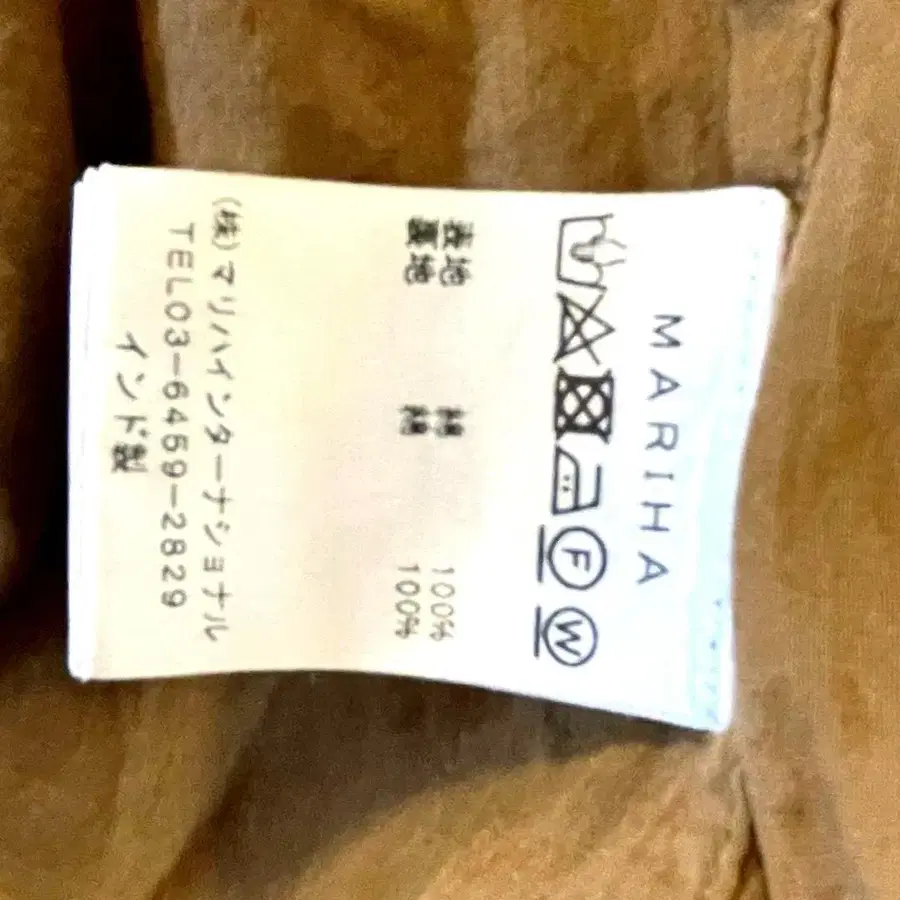 MARIHA
F W
表地 綿 100%
裏地 綿 100%
(株)マリハインターナショナル
TEL03-6459-2829
インド製